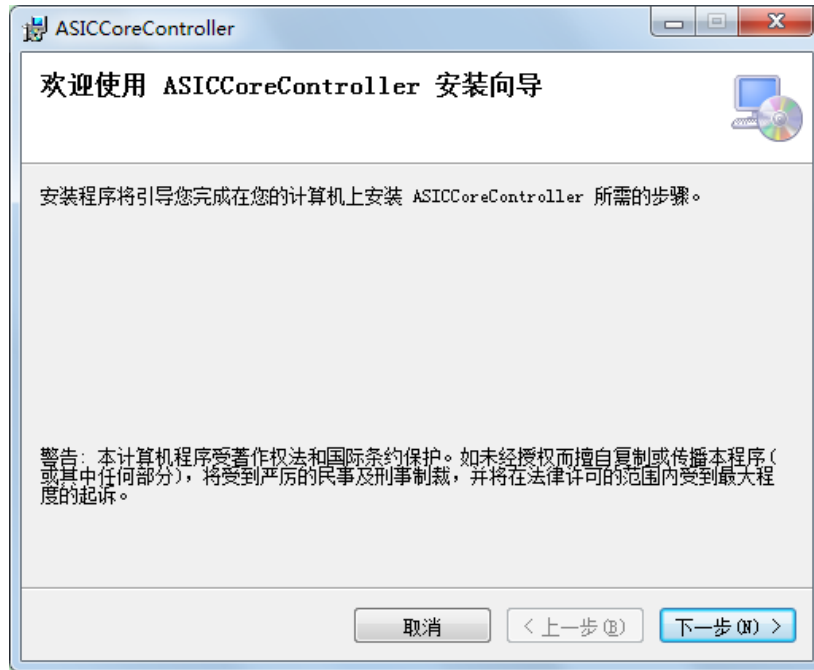 ASICCoreController
欢迎使用 ASICCoreController 安装向导
安装程序将引导您完成在您的计算机上安装 ASICCoreController 所需的步骤。
警告: 本计算机程序受著作权法和国际条约保护。如未经授权而擅自复制或传播本程序(
或其中任何部分), 将受到严厉的民事及刑事制裁, 并将在法律许可的范围内受到最大程
度的起诉。
取消 < 上一步(B) 下一步(N) >